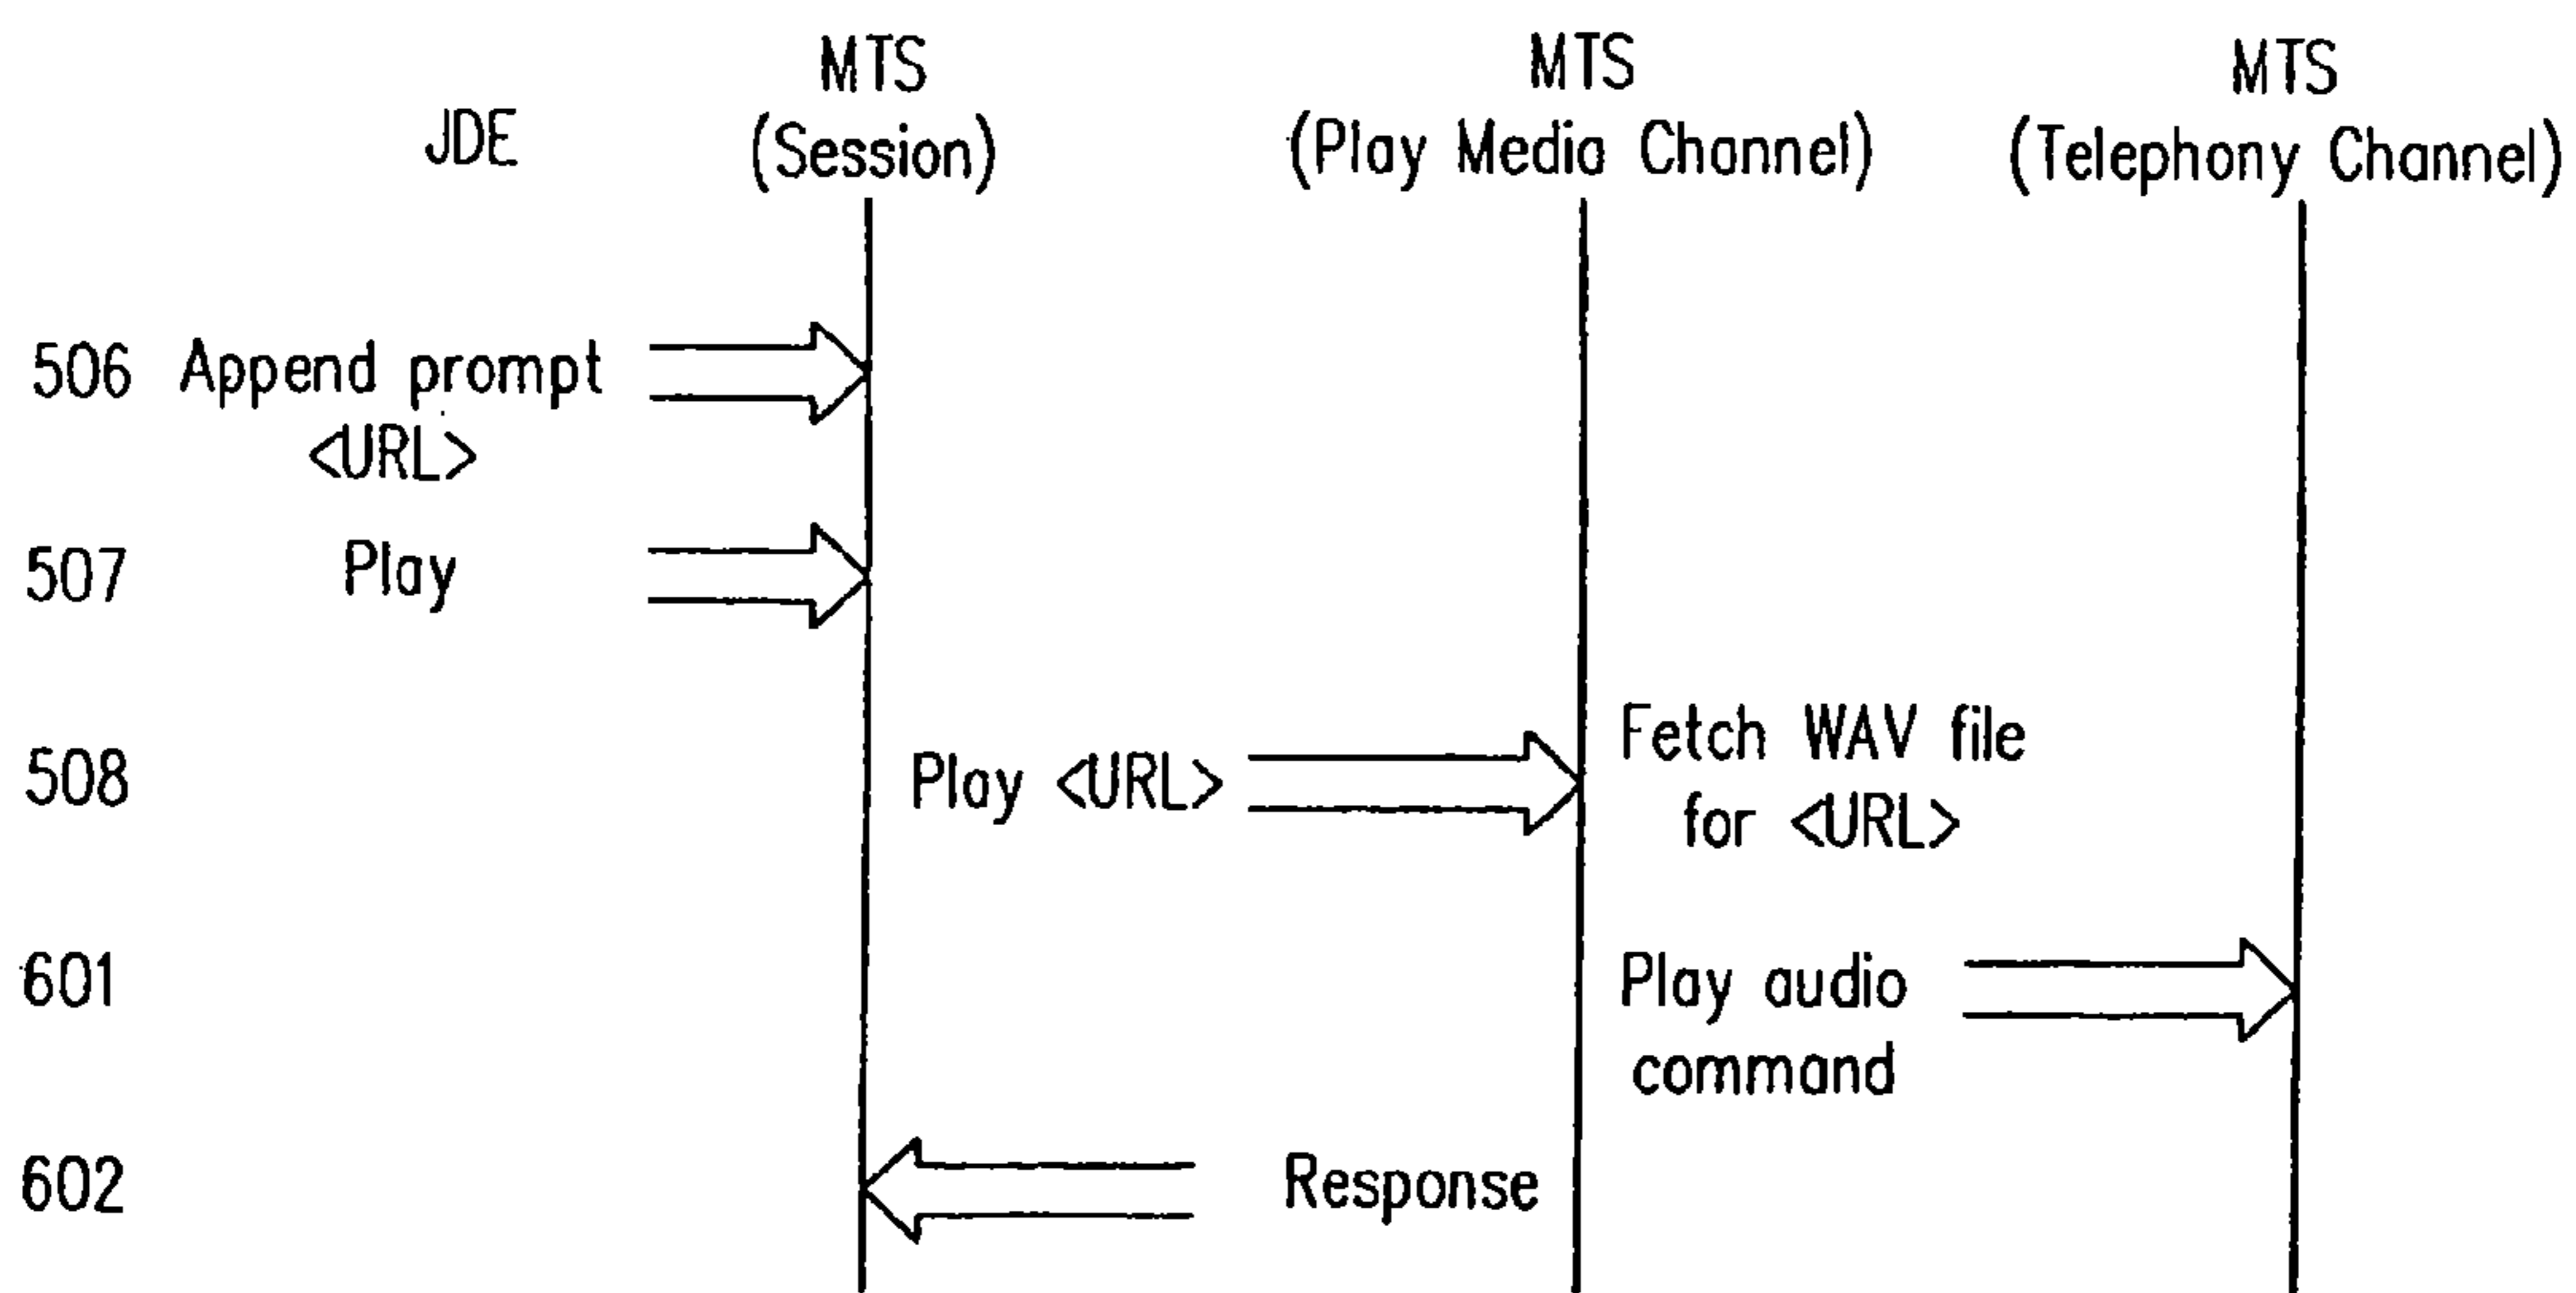 JDE
MTS
(Session)
MTS
(Play Media Channel)
MTS
(Telephony Channel)
506 Append prompt
<URL>
507 Play
508 Play <URL> Fetch WAV file
for <URL>
601 Play audio
command
602 Response